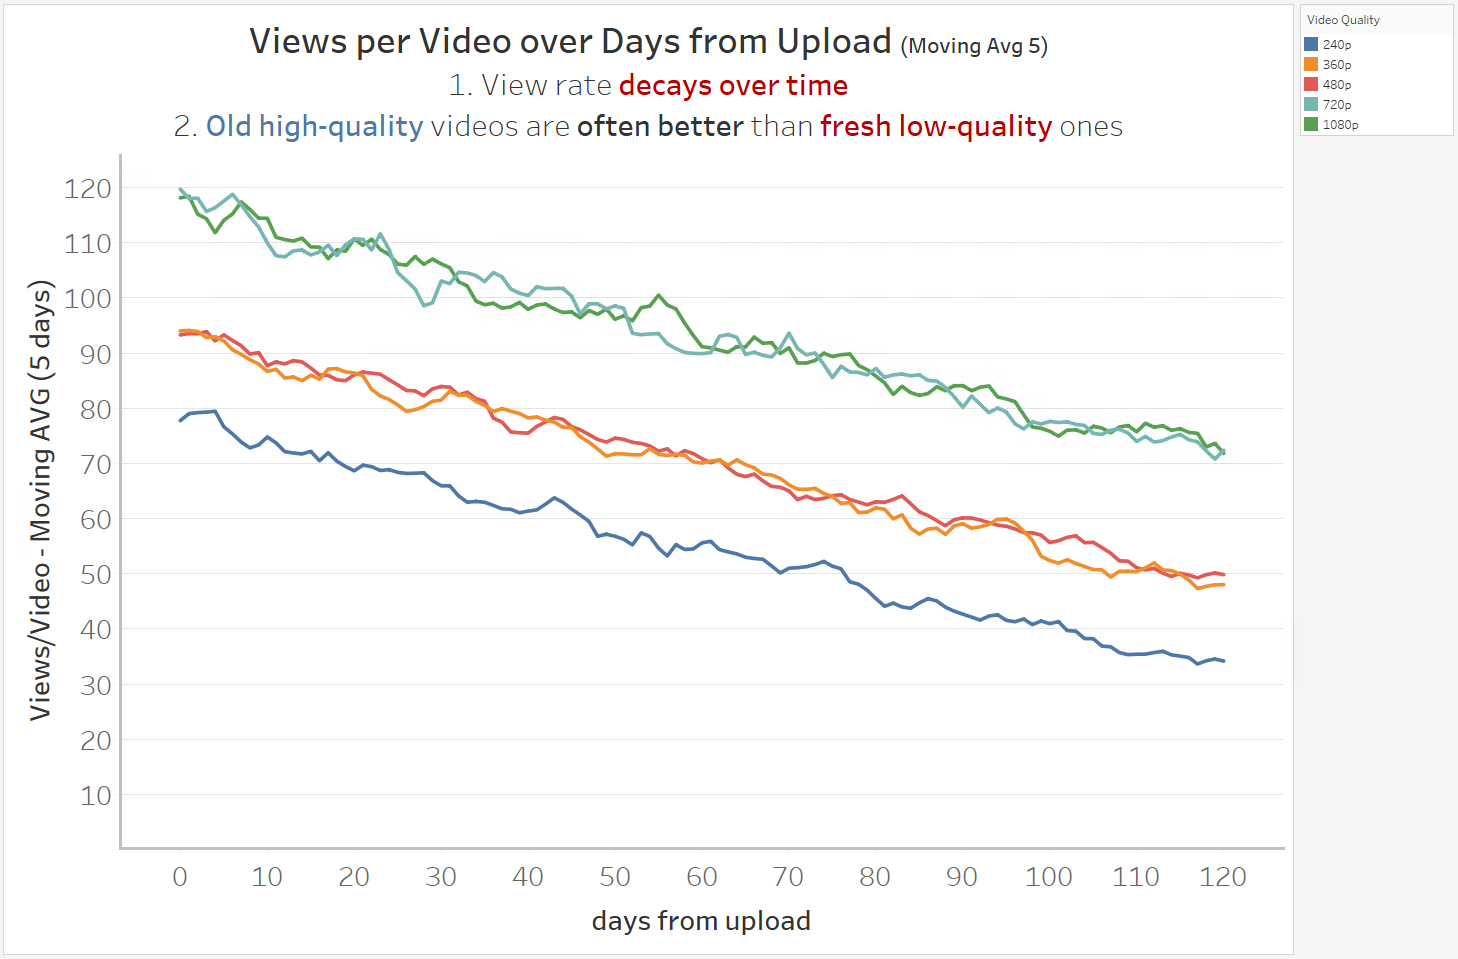 Views per Video over Days from Upload (Moving Avg 5)
1. View rate decays over time
2. Old high-quality videos are often better than fresh low-quality ones
Video Quality
240p
360p
480p
720p
1080p
Views/Video - Moving AVG (5 days)
120
110
100
90
80
70
60
50
40
30
20
10
0 10 20 30 40 50 60 70 80 90 100 110 120
days from upload